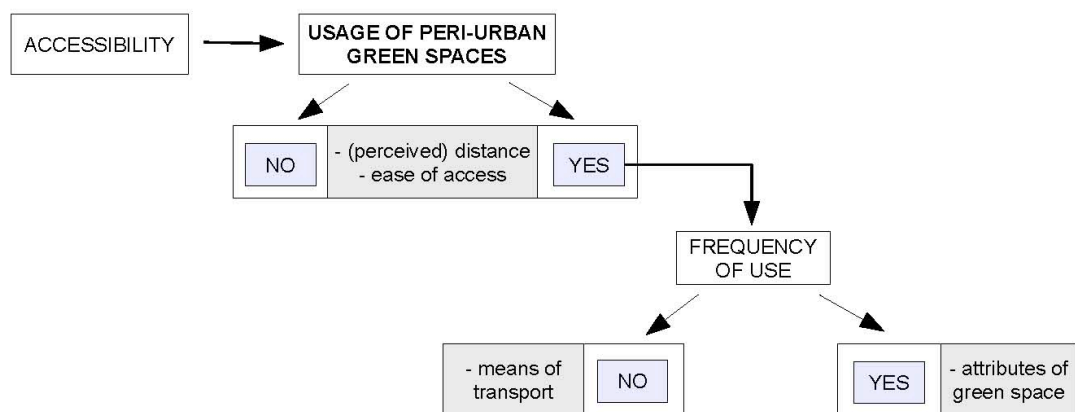 ACCESSIBILITY
USAGE OF PERI-URBAN
GREEN SPACES
NO
- (perceived) distance
- ease of access
YES
FREQUENCY
OF USE
- means of
transport
NO
YES
- attributes of
green space